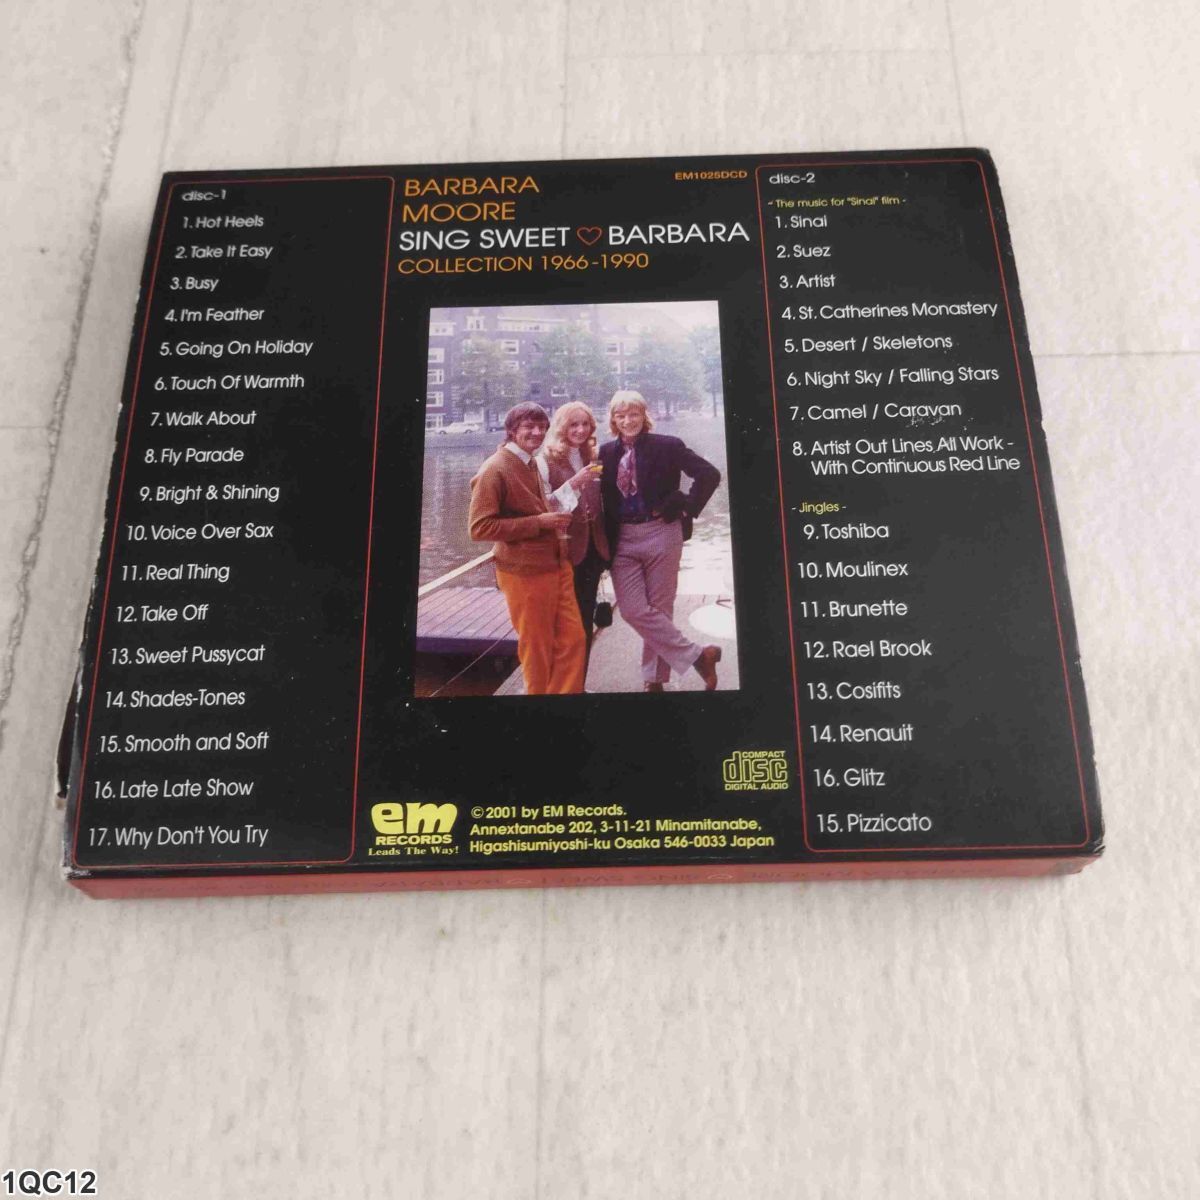 disc-1
1. Hot Heels
2. Take It Easy
3. Busy
4. I'm Feather
5. Going On Holiday
6. Touch Of Warmth
7. Walk About
8. Fly Parade
9. Bright & Shining
10. Voice Over Sax
11. Real Thing
12. Take Off
13. Sweet Pussycat
14. Shades-Tones
15. Smooth and Soft
16. Late Late Show
17. Why Don't You Try
BARBARA
MOORE
EM1025DCD
SING SWEET ♡ BARBARA
COLLECTION 1966-1990
COMPACT
disc
DIGITAL AUDIO
em
RECORDS
Leads The Way!
© 2001 by EM Records.
Annextanabe 202, 3-11-21 Minamitanabe,
Higashisumiyoshi-ku Osaka 546-0033 Japan
disc-2
- The music for "Sinai" film -
1. Sinai
2. Suez
3. Artist
4. St. Catherines Monastery
5. Desert / Skeletons
6. Night Sky / Falling Stars
7. Camel / Caravan
8. Artist Out Lines All Work -
With Continuous Red Line
- Jingles -
9. Toshiba
10. Moulinex
11. Brunette
12. Rael Brook
13. Cosifits
14. Renauit
16. Glitz
15. Pizzicato
1QC12